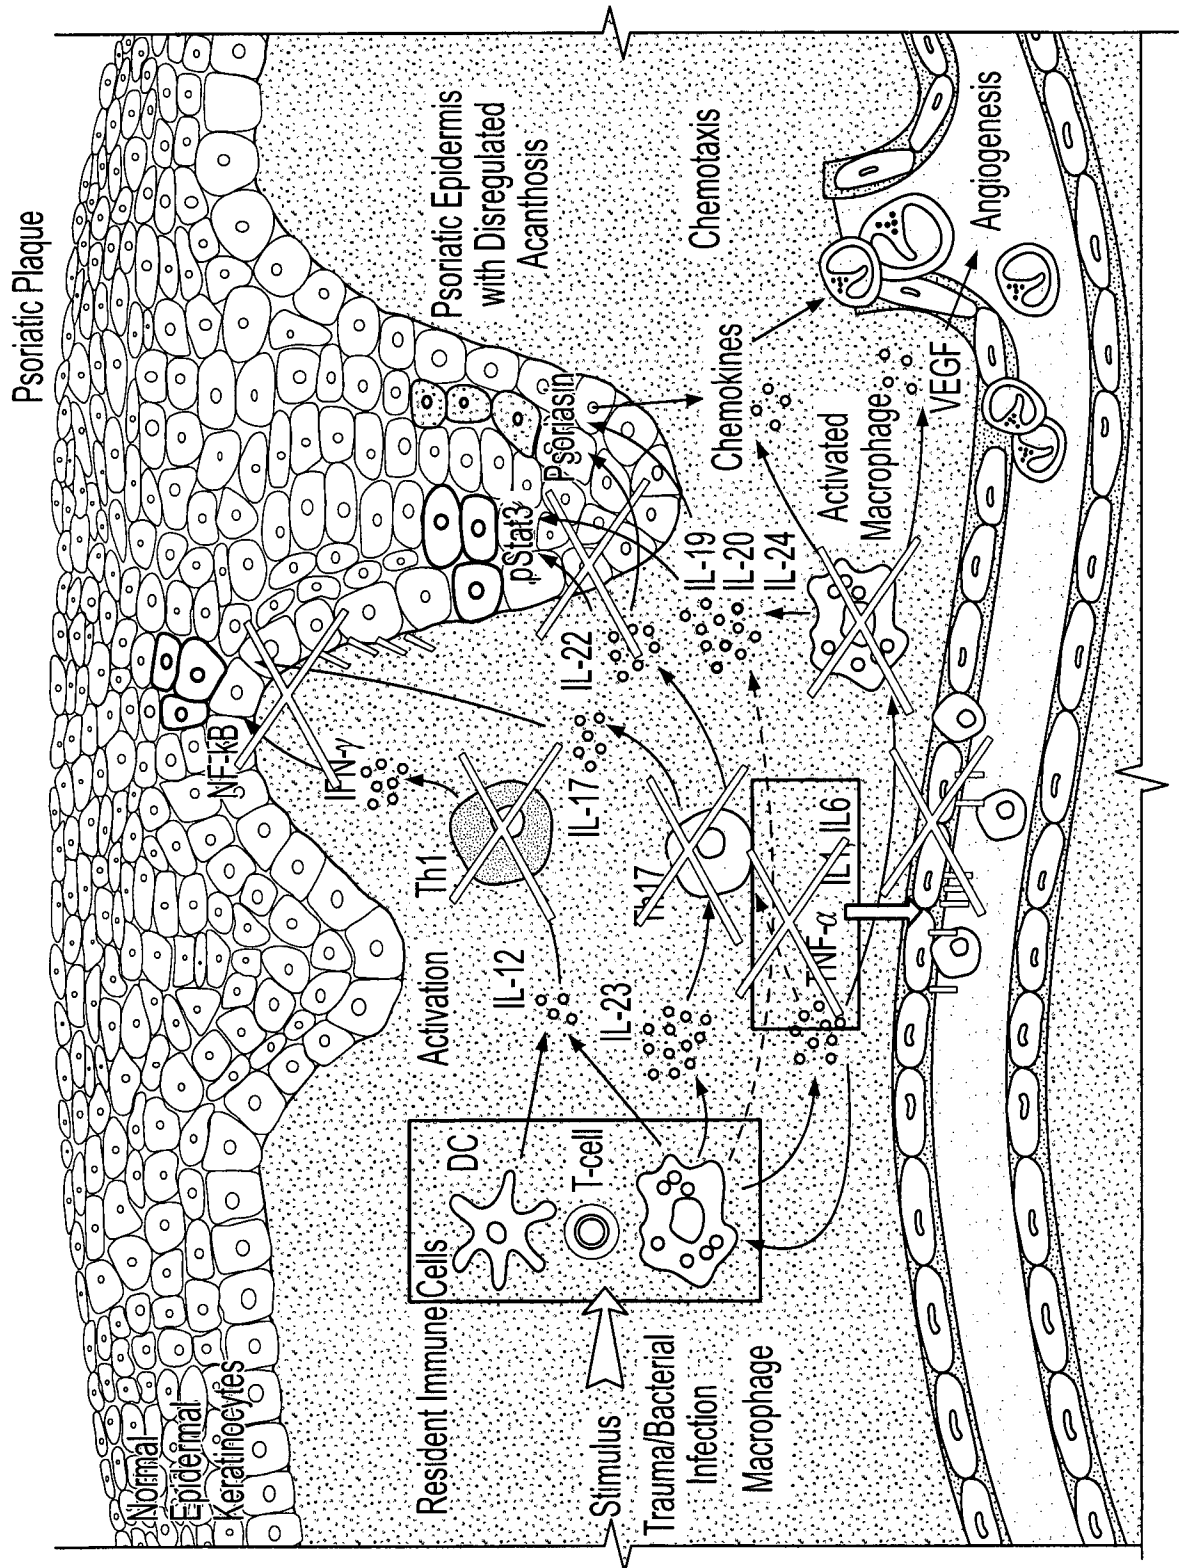 Psoriatic Plaque
Normal
Epidermal
Keratinocytes
NF-kB
IFN-γ
pStat3
Psoriasin
Psoriatic Epidermis
with Disregulated
Acanthosis
Resident Immune Cells
DC
T-cell
Activation
Th1
IL-12
IL-17
IL-22
Stimulus
Trauma/Bacterial
Infection
Macrophage
IL-23
Th17
TNF-α
IL1
IL6
IL-19
IL-20
IL-24
Chemokines
Chemotaxis
Activated
Macrophage
VEGF
Angiogenesis